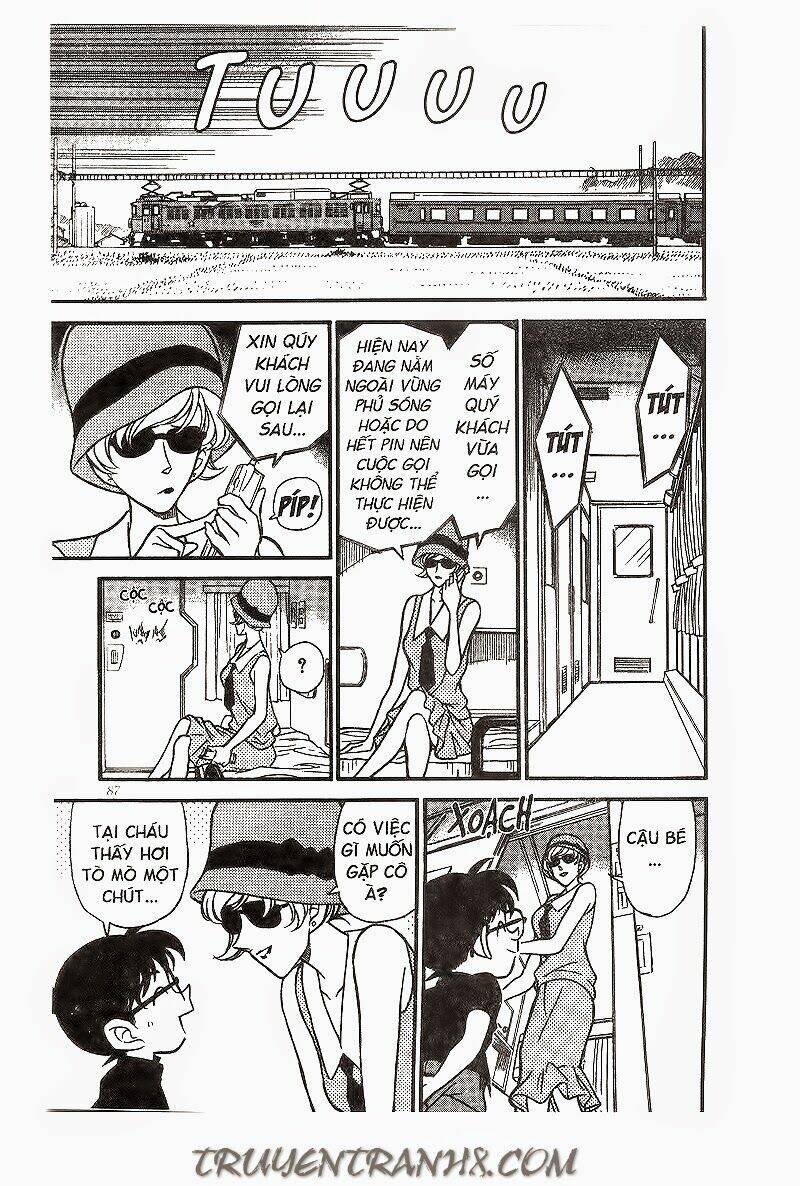 TUUUU
TÚT
...
TÚT
...
SỐ
MÁY
QUÝ
KHÁCH
VỪA
GỌI
...
HIỆN NAY
ĐANG NẰM
NGOÀI VÙNG
PHỦ SÓNG
HOẶC DO
HẾT PIN NÊN
CUỘC GỌI
KHÔNG THỂ
THỰC HIỆN
ĐƯỢC...
XIN QÚY
KHÁCH
VUI LÒNG
GỌI LẠI
SAU...
PÍP!
CỘC
CỘC
?
87
XOẠCH
CẬU BÉ
...
CÓ VIỆC
GÌ MUỐN
GẶP CÔ
À?
TẠI CHÁU
THẤY HƠI
TÒ MÒ MỘT
CHÚT...
TRUYENTRANH8.COM